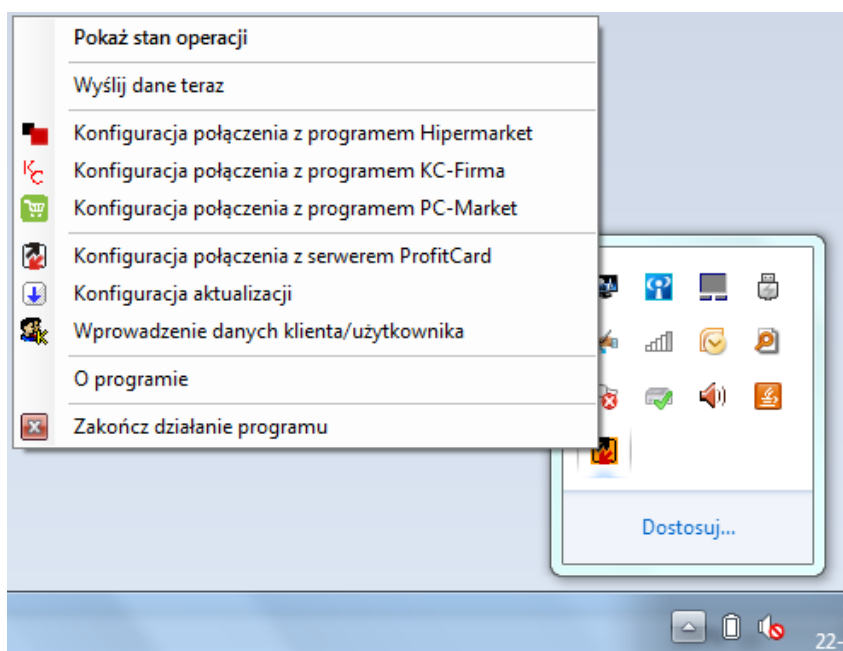 Pokaż stan operacji
Wyślij dane teraz
Konfiguracja połączenia z programem Hipermarket
Konfiguracja połączenia z programem KC-Firma
Konfiguracja połączenia z programem PC-Market
Konfiguracja połączenia z serwerem ProfitCard
Konfiguracja aktualizacji
Wprowadzenie danych klienta/użytkownika
O programie
Zakończ działanie programu
Dostosuj...
22-